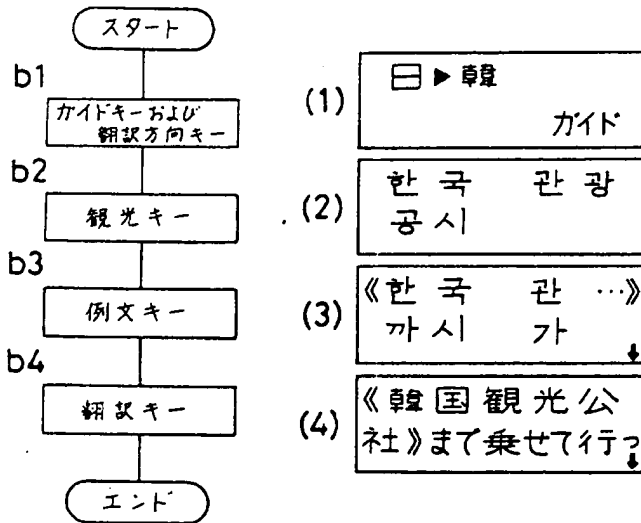 スタート
b1
ガイドキーおよび
翻訳方向キー
b2
観光キー
b3
例文キー
b4
翻訳キー
エンド
(1)
日▶韓
ガイド
(2)
한국 관광
공시
(3)
《한국 관 …》
까시 가 ↓
(4)
《韓国観光公
社》まで乗せて行っ ↓